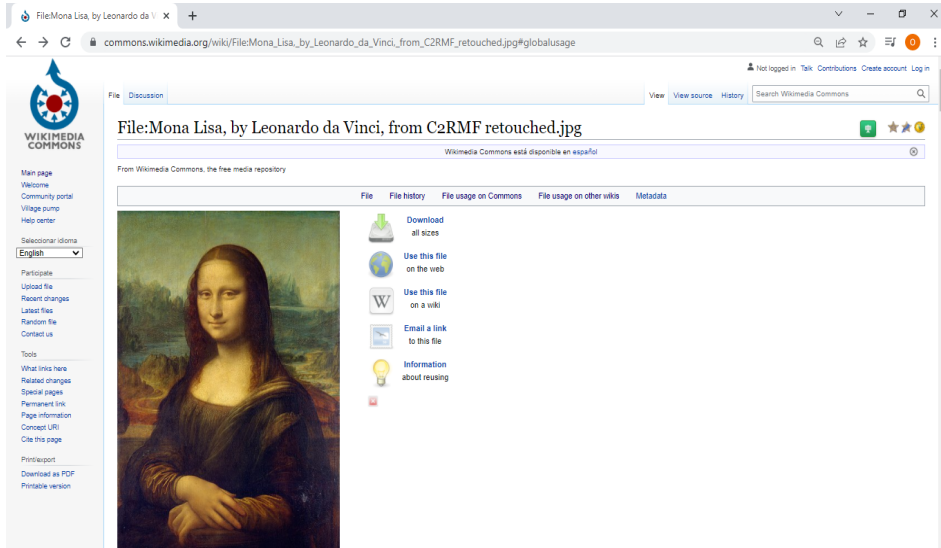 File:Mona Lisa, by Leonardo da V
commons.wikimedia.org/wiki/File:Mona_Lisa,_by_Leonardo_da_Vinci,_from_C2RMF_retouched.jpg#globalusage
O
Not logged in Talk Contributions Create account Log in
File Discussion
View View source History Search Wikimedia Commons
WIKIMEDIA
COMMONS
File:Mona Lisa, by Leonardo da Vinci, from C2RMF retouched.jpg
Wikimedia Commons está disponible en español
From Wikimedia Commons, the free media repository
File File history File usage on Commons File usage on other wikis Metadata
Main page
Welcome
Community portal
Village pump
Help center
Seleccionar idioma
English
Participate
Upload file
Recent changes
Latest files
Random file
Contact us
Tools
What links here
Related changes
Special pages
Permanent link
Page information
Concept URI
Cite this page
Print/export
Download as PDF
Printable version
Download
all sizes
Use this file
on the web
W
Use this file
on a wiki
Email a link
to this file
Information
about reusing